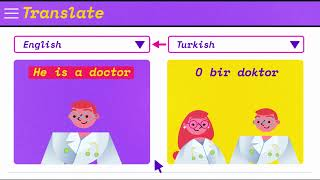 Translate
English
Turkish
He is a doctor
O bir doktor